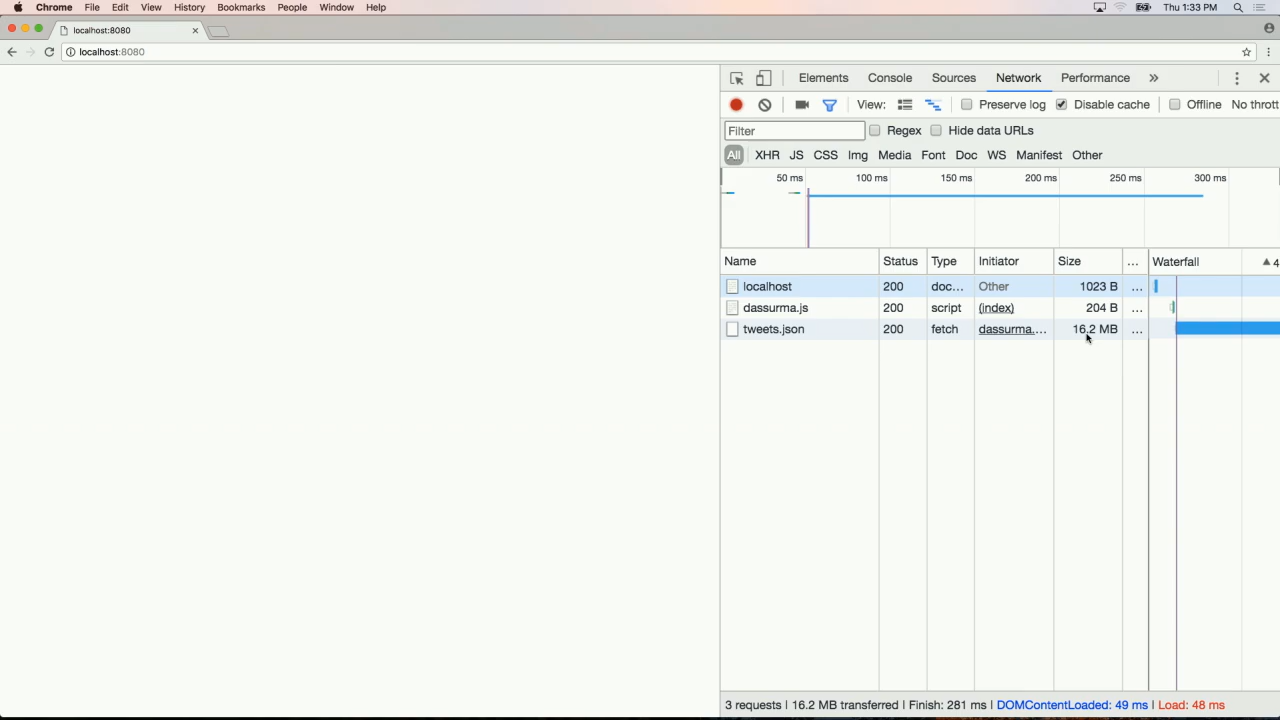 Chrome File Edit View History Bookmarks People Window Help Thu 1:33 PM
localhost:8080
localhost:8080
Elements Console Sources Network Performance
View: Preserve log Disable cache Offline No thrott
Filter Regex Hide data URLs
All XHR JS CSS Img Media Font Doc WS Manifest Other
50 ms 100 ms 150 ms 200 ms 250 ms 300 ms
Name Status Type Initiator Size ... Waterfall 4
localhost 200 doc... Other 1023 B ...
dassurma.js 200 script (index) 204 B ...
tweets.json 200 fetch dassurma.... 16.2 MB ...
3 requests | 16.2 MB transferred | Finish: 281 ms | DOMContentLoaded: 49 ms | Load: 48 ms